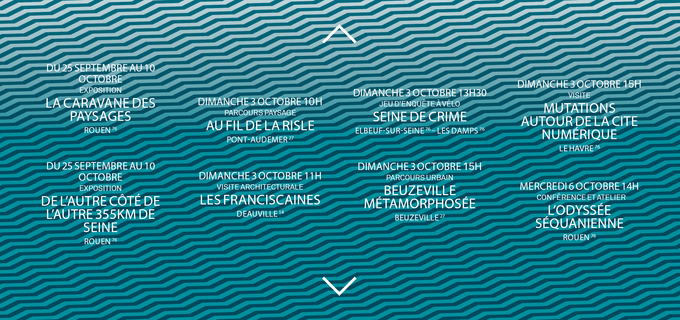 DU 25 SEPTEMBRE AU 10
OCTOBRE
EXPOSITION
LA CARAVANE DES
PAYSAGES
ROUEN 76
DU 25 SEPTEMBRE AU 10
OCTOBRE
EXPOSITION
DE L'AUTRE CÔTÉ DE
L'AUTRE 355KM DE
SEINE
ROUEN 76
DIMANCHE 3 OCTOBRE 10H
PARCOURS PAYSAGE
AU FIL DE LA RISLE
PONT-AUDEMER 27
DIMANCHE 3 OCTOBRE 11H
VISITE ARCHITECTURALE
LES FRANCISCAINES
DEAUVILLE 14
DIMANCHE 3 OCTOBRE 13H30
JEU D'ENQUÊTE À VÉLO
SEINE DE CRIME
ELBEUF-SUR-SEINE 76 – LES DAMPS 76
DIMANCHE 3 OCTOBRE 15H
PARCOURS URBAIN
BEUZEVILLE
MÉTAMORPHOSÉE
BEUZEVILLE 27
DIMANCHE 3 OCTOBRE 15H
VISITE
MUTATIONS
AUTOUR DE LA CITE
NUMÉRIQUE
LE HAVRE 76
MERCREDI 6 OCTOBRE 14H
CONFÉRENCE ET ATELIER
L'ODYSSÉE
SÉQUANIENNE
ROUEN 76